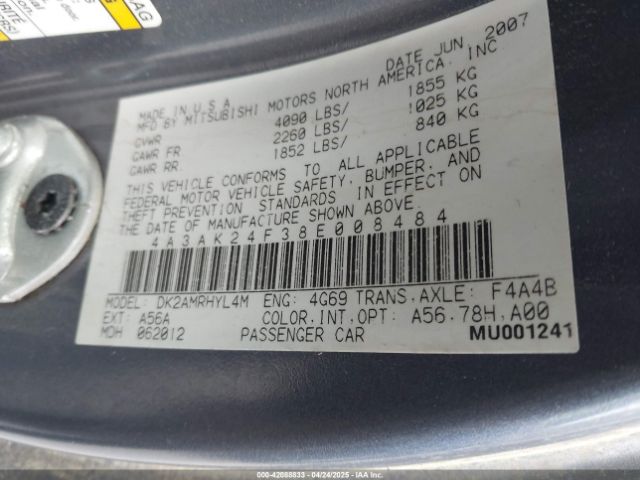 AG
DATE JUN 2007
MADE IN U.S.A.
MFD BY MITSUBISHI MOTORS NORTH AMERICA, INC
GVWR 4090 LBS/ 1855 KG
GAWR FR. 2260 LBS/ 1025 KG
GAWR RR. 1852 LBS/ 840 KG
THIS VEHICLE CONFORMS TO ALL APPLICABLE
FEDERAL MOTOR VEHICLE SAFETY, BUMPER, AND
THEFT PREVENTION STANDARDS IN EFFECT ON
THE DATE OF MANUFACTURE SHOWN ABOVE.
4A3AK24F38E008484
MODEL: DK2AMRHYL4M ENG: 4G69 TRANS.AXLE: F4A4B
EXT: A56A COLOR.INT.OPT: A56.78H.A00
MDH 062012 PASSENGER CAR MU001241
000-42088833 - 04/24/2025 - IAA Inc.